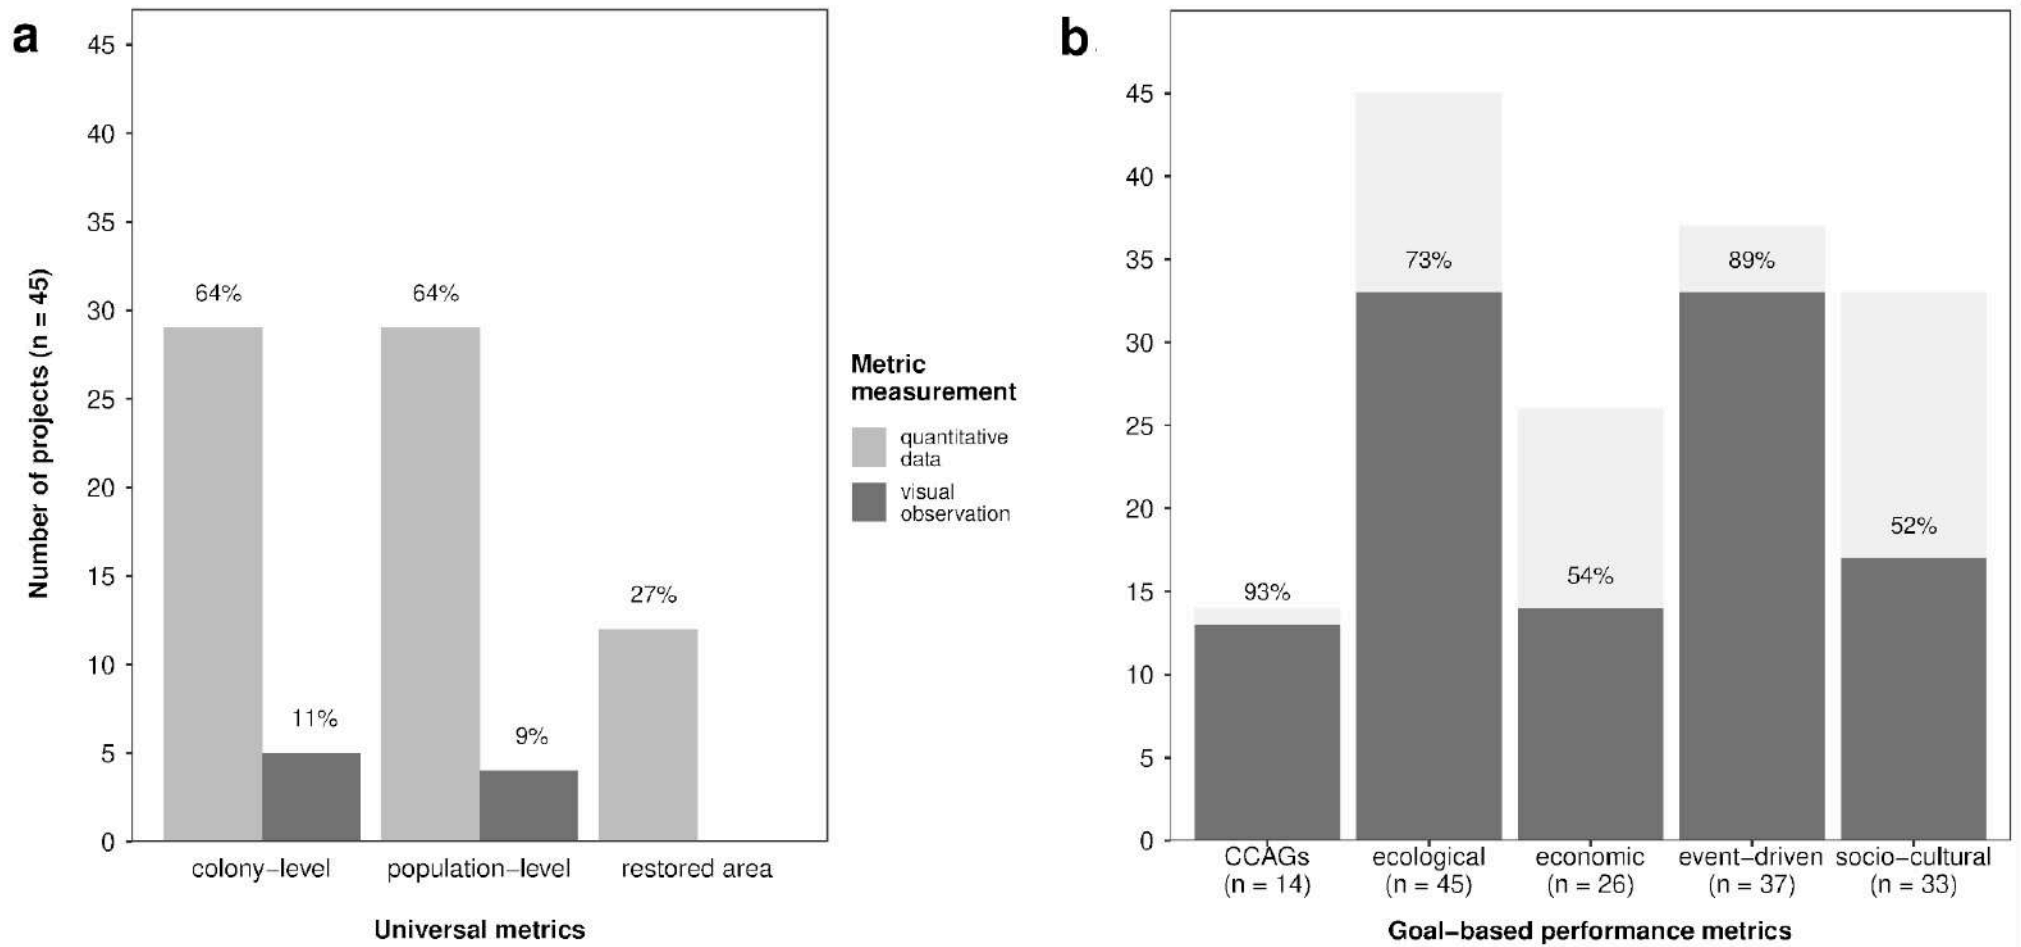 a
Number of projects (n = 45)
45
40
35
30
25
20
15
10
5
0
64%
11%
64%
9%
27%
colony–level
population–level
restored area
Universal metrics
Metric
measurement
quantitative
data
visual
observation
b
45
40
35
30
25
20
15
10
5
0
93%
73%
54%
89%
52%
CCAGs
(n = 14)
ecological
(n = 45)
economic
(n = 26)
event–driven
(n = 37)
socio–cultural
(n = 33)
Goal–based performance metrics